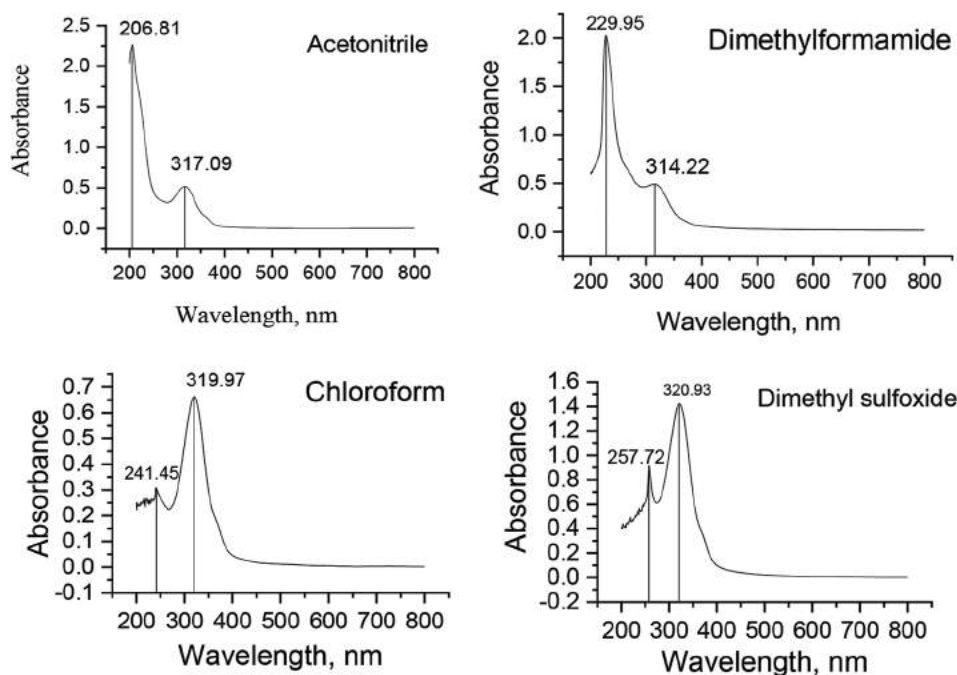 206.81
Acetonitrile
2.5
2.0
1.5
1.0
0.5
0.0
Absorbance
317.09
200 300 400 500 600 700 800
Wavelength, nm
229.95
Dimethylformamide
2.0
1.5
1.0
0.5
0.0
Absorbance
314.22
200 300 400 500 600 700 800
Wavelength, nm
319.97
Chloroform
0.7
0.6
0.5
0.4
0.3
0.2
0.1
0.0
-0.1
Absorbance
241.45
200 300 400 500 600 700 800
Wavelength, nm
320.93
Dimethyl sulfoxide
1.6
1.4
1.2
1.0
0.8
0.6
0.4
0.2
0.0
-0.2
Absorbance
257.72
200 300 400 500 600 700 800
Wavelength, nm